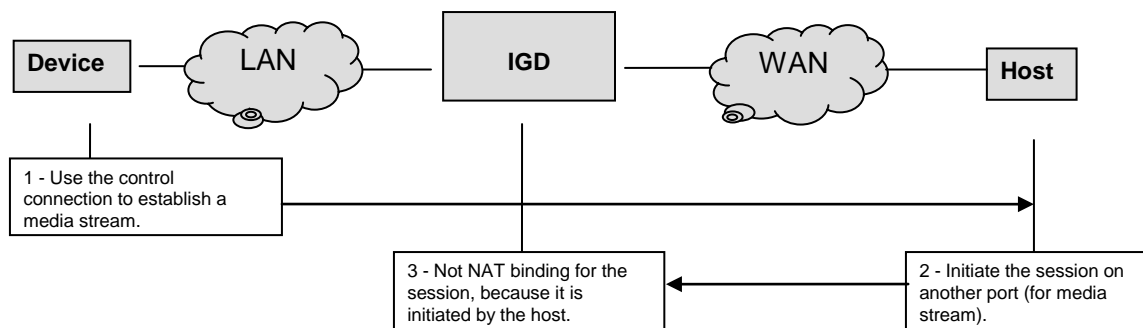 Device
LAN
IGD
WAN
Host
1 - Use the control
connection to establish a
media stream.
3 - Not NAT binding for the
session, because it is
initiated by the host.
2 - Initiate the session on
another port (for media
stream).